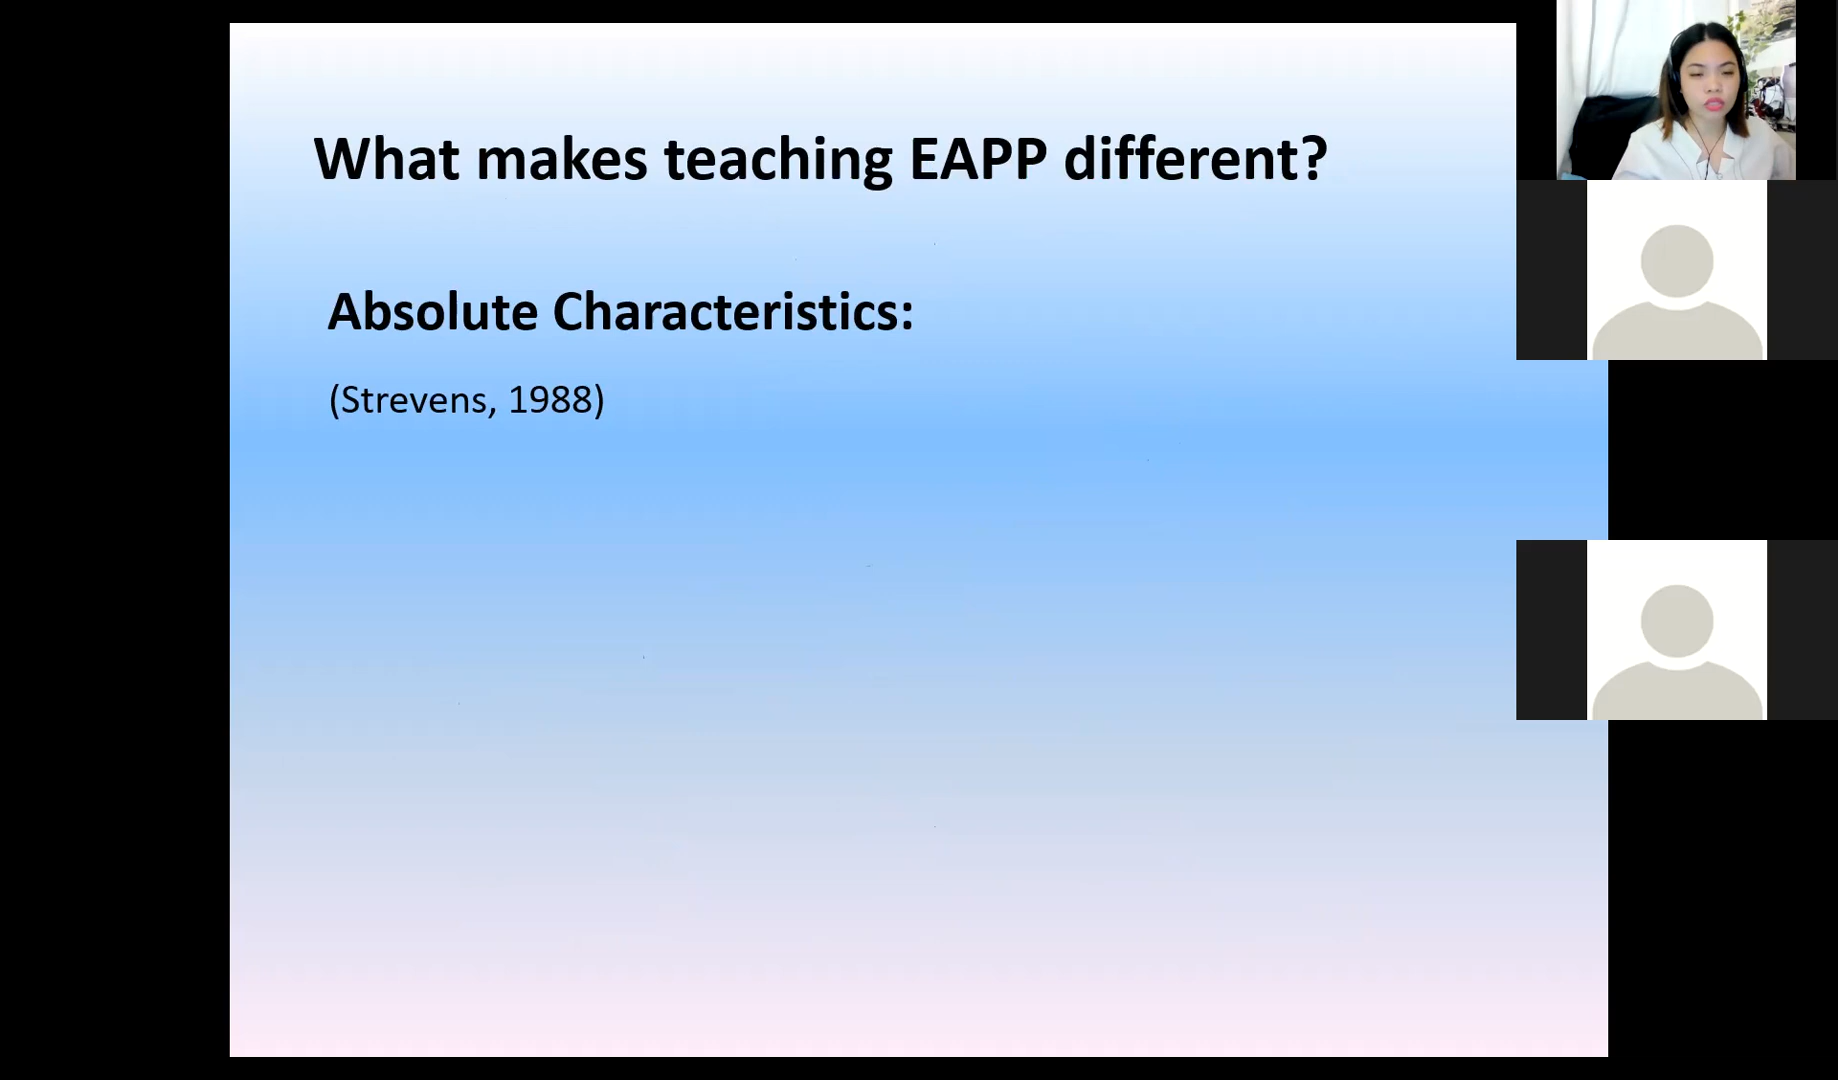 What makes teaching EAPP different?
Absolute Characteristics:
(Strevens, 1988)